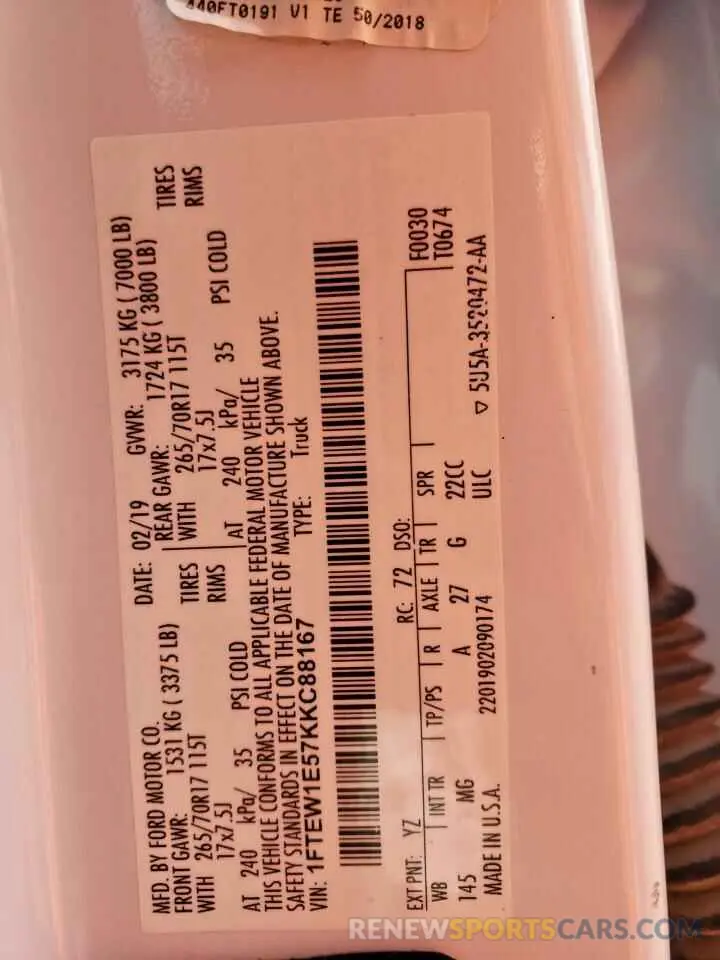 440FT0191 V1 TE 50/2018
MFD. BY FORD MOTOR CO.
DATE: 02/19 GVWR: 3175 KG ( 7000 LB)
FRONT GAWR: 1531 KG ( 3375 LB)
REAR GAWR: 1724 KG ( 3800 LB)
WITH 265/70R17 115T TIRES
WITH 265/70R17 115T TIRES
17x7.5J RIMS
17x7.5J RIMS
AT 240 kPa/ 35 PSI COLD
AT 240 kPa/ 35 PSI COLD
THIS VEHICLE CONFORMS TO ALL APPLICABLE FEDERAL MOTOR VEHICLE
SAFETY STANDARDS IN EFFECT ON THE DATE OF MANUFACTURE SHOWN ABOVE.
VIN: 1FTEW1E57KKC88167 TYPE: Truck
EXT PNT: YZ RC: 72 DSO: F0030
WB INT TR TP/PS R AXLE TR SPR T0674
145 MG A 27 G 22CC
MADE IN U.S.A. 2201902090174 ULC ▽ 5U5A-3520472-AA
RENEWSPORTSCARS.COM